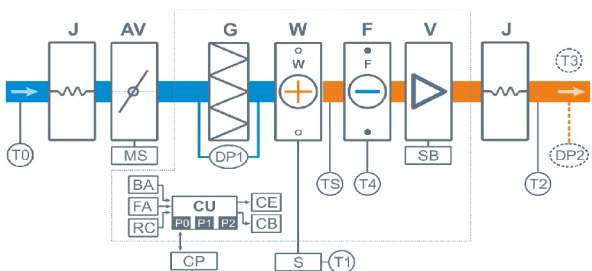 J AV G W F V J
T3
W F
T0 MS DP1 TS T4 SB T2 DP2
BA CU CE
FA
RC P0 P1 P2 CB
CP S T1